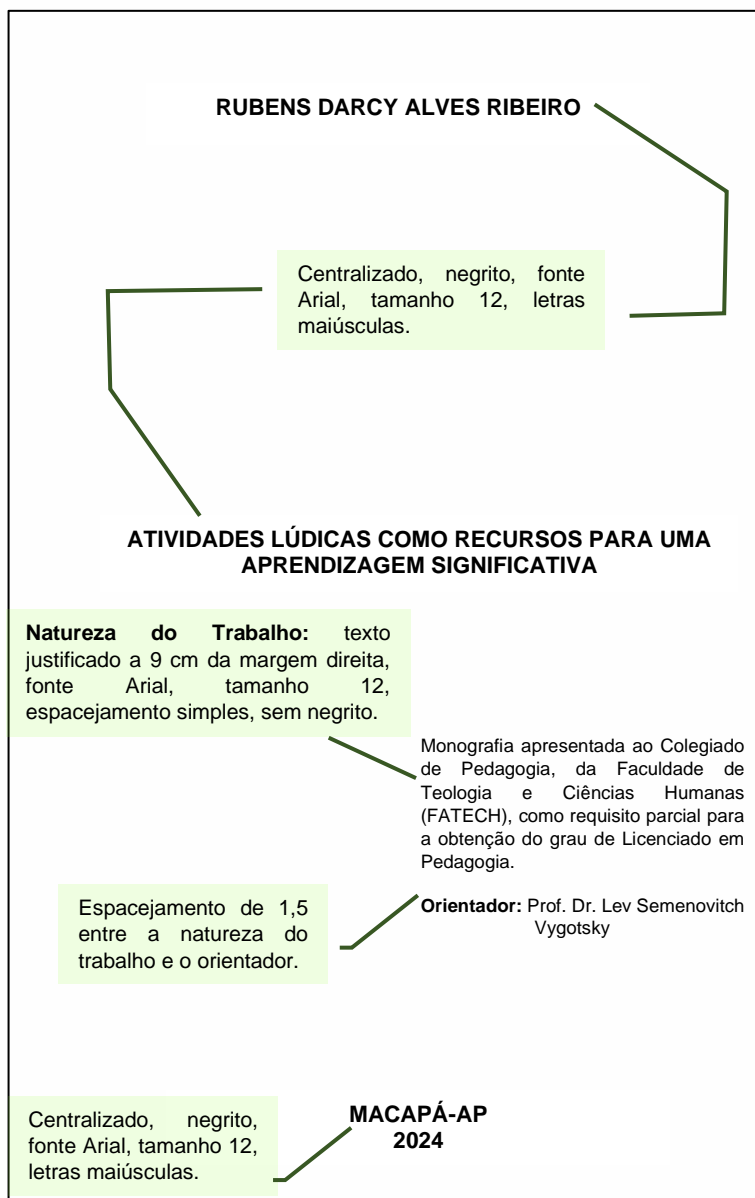 RUBENS DARCY ALVES RIBEIRO
Centralizado, negrito, fonte
Arial, tamanho 12, letras
maiúsculas.
ATIVIDADES LÚDICAS COMO RECURSOS PARA UMA
APRENDIZAGEM SIGNIFICATIVA
Natureza do Trabalho: texto
justificado a 9 cm da margem direita,
fonte Arial, tamanho 12,
espacejamento simples, sem negrito.
Monografia apresentada ao Colegiado
de Pedagogia, da Faculdade de
Teologia e Ciências Humanas
(FATECH), como requisito parcial para
a obtenção do grau de Licenciado em
Pedagogia.
Orientador: Prof. Dr. Lev Semenovitch
Vygotsky
Espacejamento de 1,5
entre a natureza do
trabalho e o orientador.
MACAPÁ-AP
2024
Centralizado, negrito,
fonte Arial, tamanho 12,
letras maiúsculas.